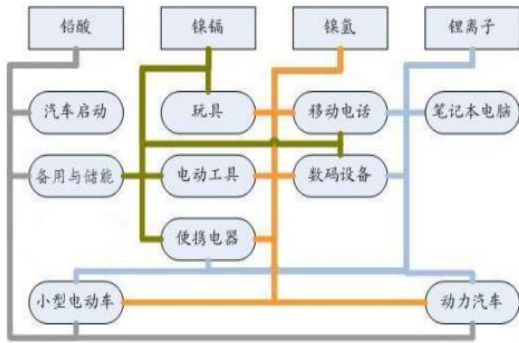 铅酸
镍镉
镍氢
锂离子
汽车启动
玩具
移动电话
笔记本电脑
备用与储能
电动工具
数码设备
便携电器
小型电动车
动力汽车